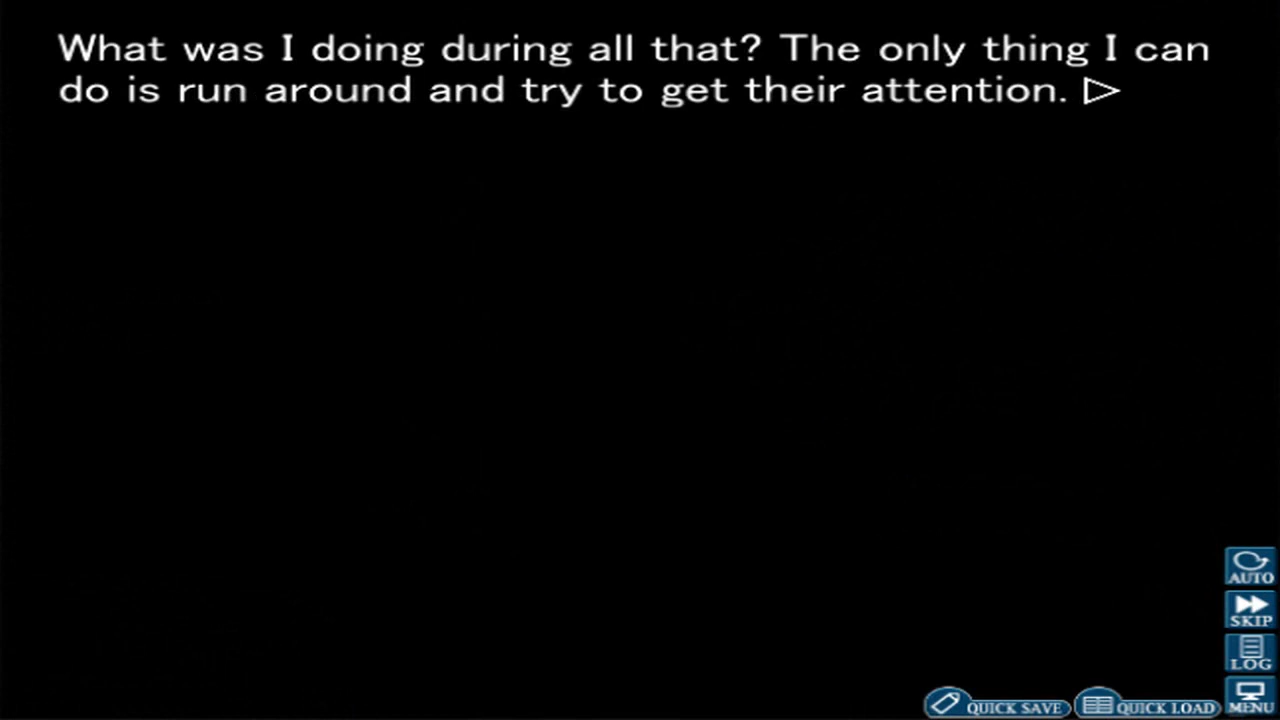 What was I doing during all that? The only thing I can
do is run around and try to get their attention.
AUTO
SKIP
LOG
QUICK SAVE
QUICK LOAD
MENU